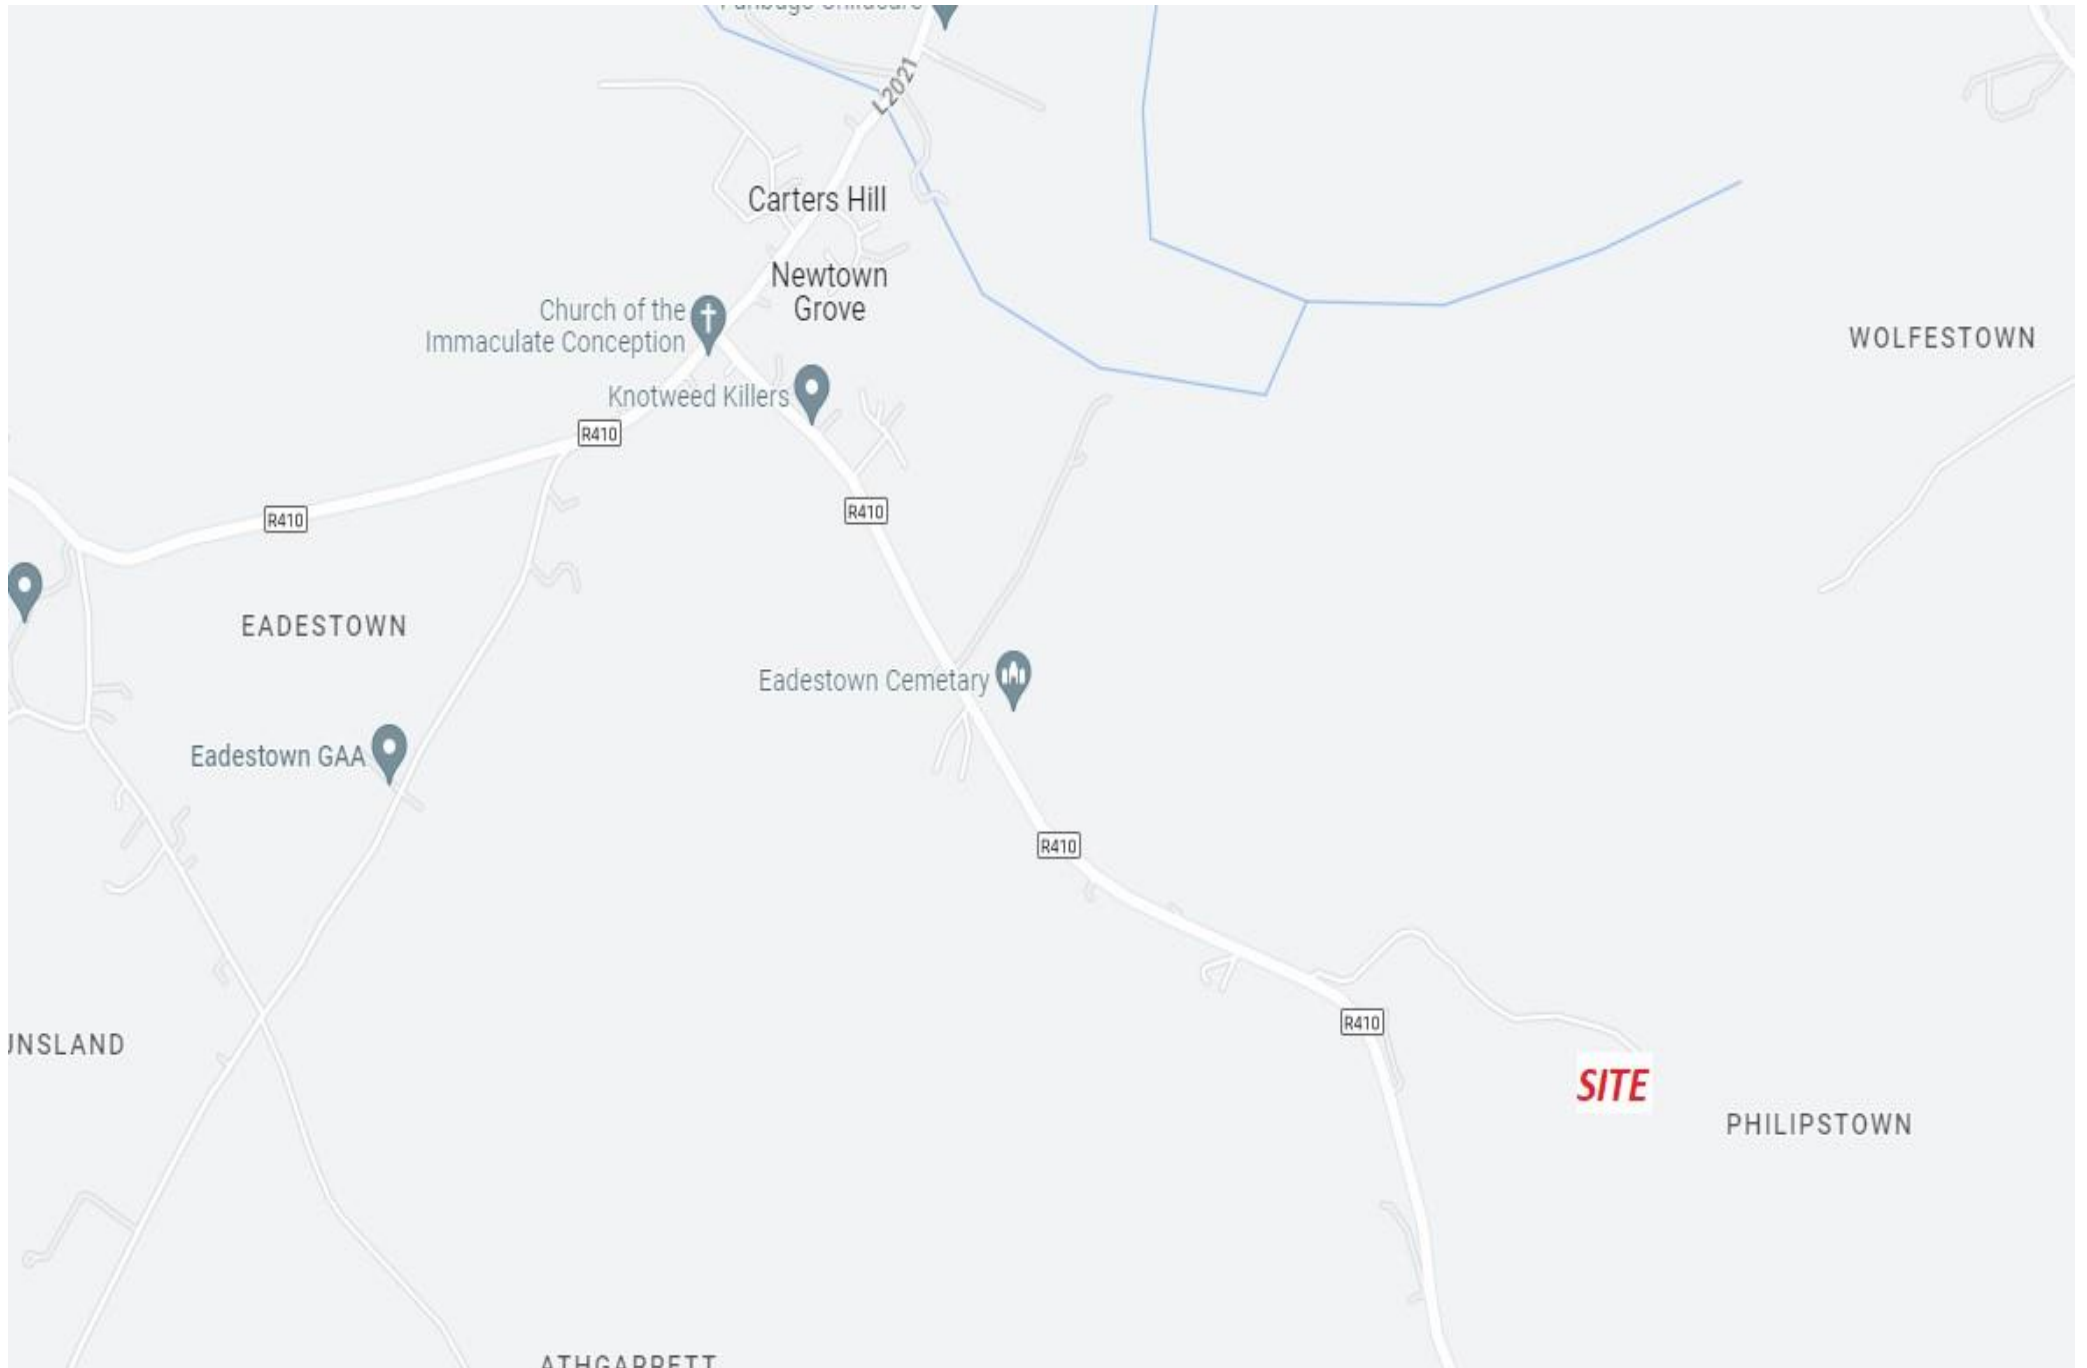 L2021
Carters Hill
Newtown
Grove
Church of the
Immaculate Conception
WOLFESTOWN
Knotweed Killers
R410
R410
R410
EADESTOWN
Eadestown Cemetary
Eadestown GAA
R410
R410
SITE
PHILIPSTOWN